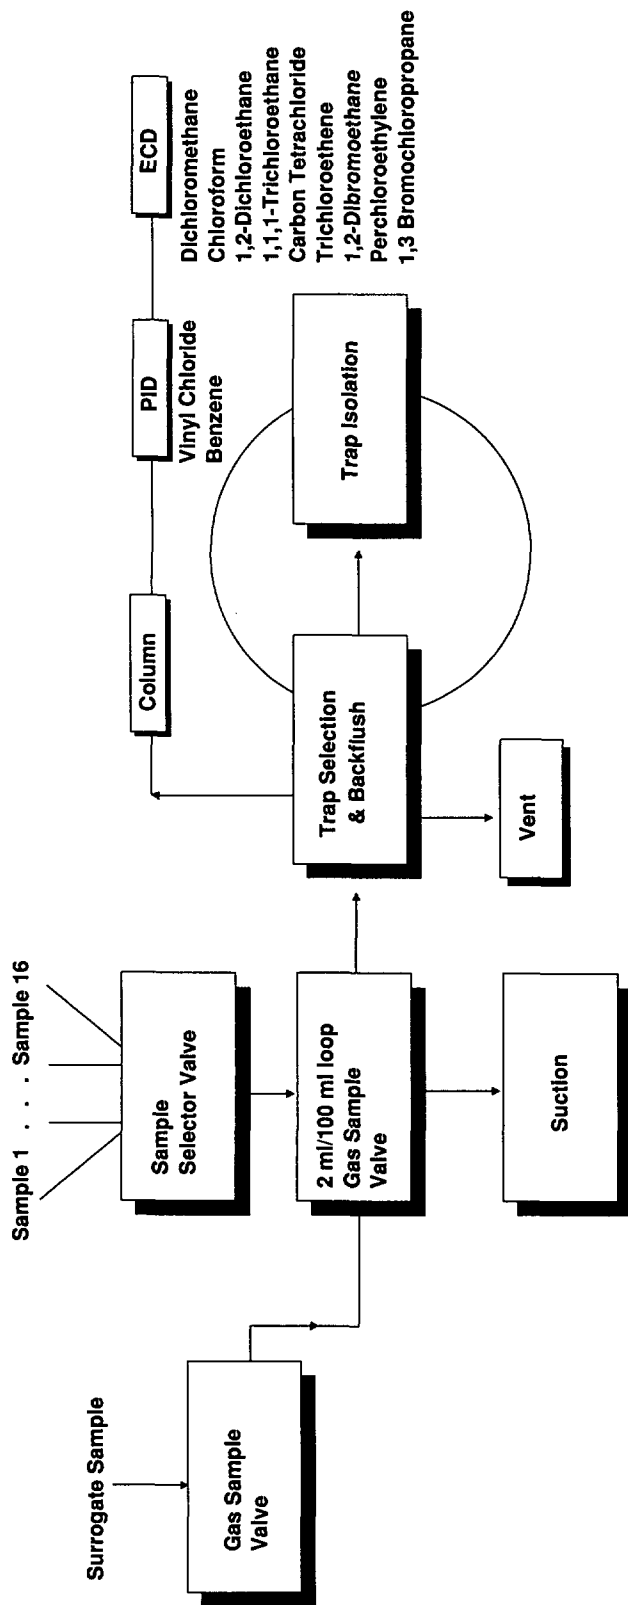 Surrogate Sample
Gas Sample
Valve
Sample 1 . . . Sample 16
Sample
Selector Valve
2 ml/100 ml loop
Gas Sample
Valve
Suction
Trap Selection
& Backflush
Vent
Trap Isolation
Column
PID
Vinyl Chloride
Benzene
ECD
Dichloromethane
Chloroform
1,2-Dichloroethane
1,1,1-Trichloroethane
Carbon Tetrachloride
Trichloroethene
1,2-Dibromoethane
Perchloroethylene
1,3 Bromochloropropane